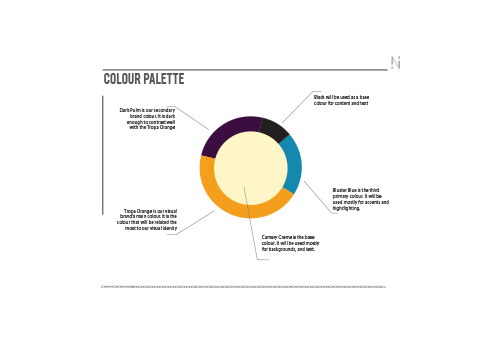 N
COLOUR PALETTE
Black will be used as a base
colour for content and text
Dark Pulm is our secondary
brand colour. It is dark
enough to contrast well
with the Tropa Orange
Bluster Blue is the third
primary colour. it will be
used mostly for accents and
highlighting.
Tropa Orange is our visual
brand's main colour. It is the
colour that will be related the
most to our visual identity
Camery Creme is the base
colour. It will be used mostly
for backgrounds, and text.